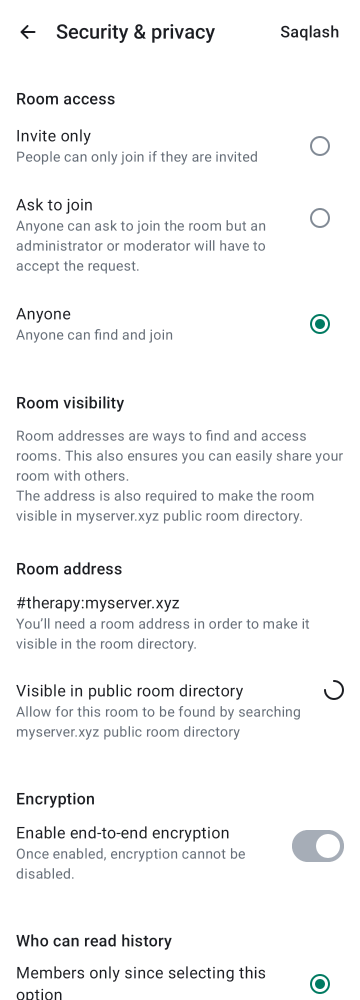 Security & privacy
Saqlash
Room access
Invite only
People can only join if they are invited
Ask to join
Anyone can ask to join the room but an
administrator or moderator will have to
accept the request.
Anyone
Anyone can find and join
Room visibility
Room addresses are ways to find and access
rooms. This also ensures you can easily share your
room with others.
The address is also required to make the room
visible in myserver.xyz public room directory.
Room address
#therapy:myserver.xyz
You'll need a room address in order to make it
visible in the room directory.
Visible in public room directory
Allow for this room to be found by searching
myserver.xyz public room directory
Encryption
Enable end-to-end encryption
Once enabled, encryption cannot be
disabled.
Who can read history
Members only since selecting this
option